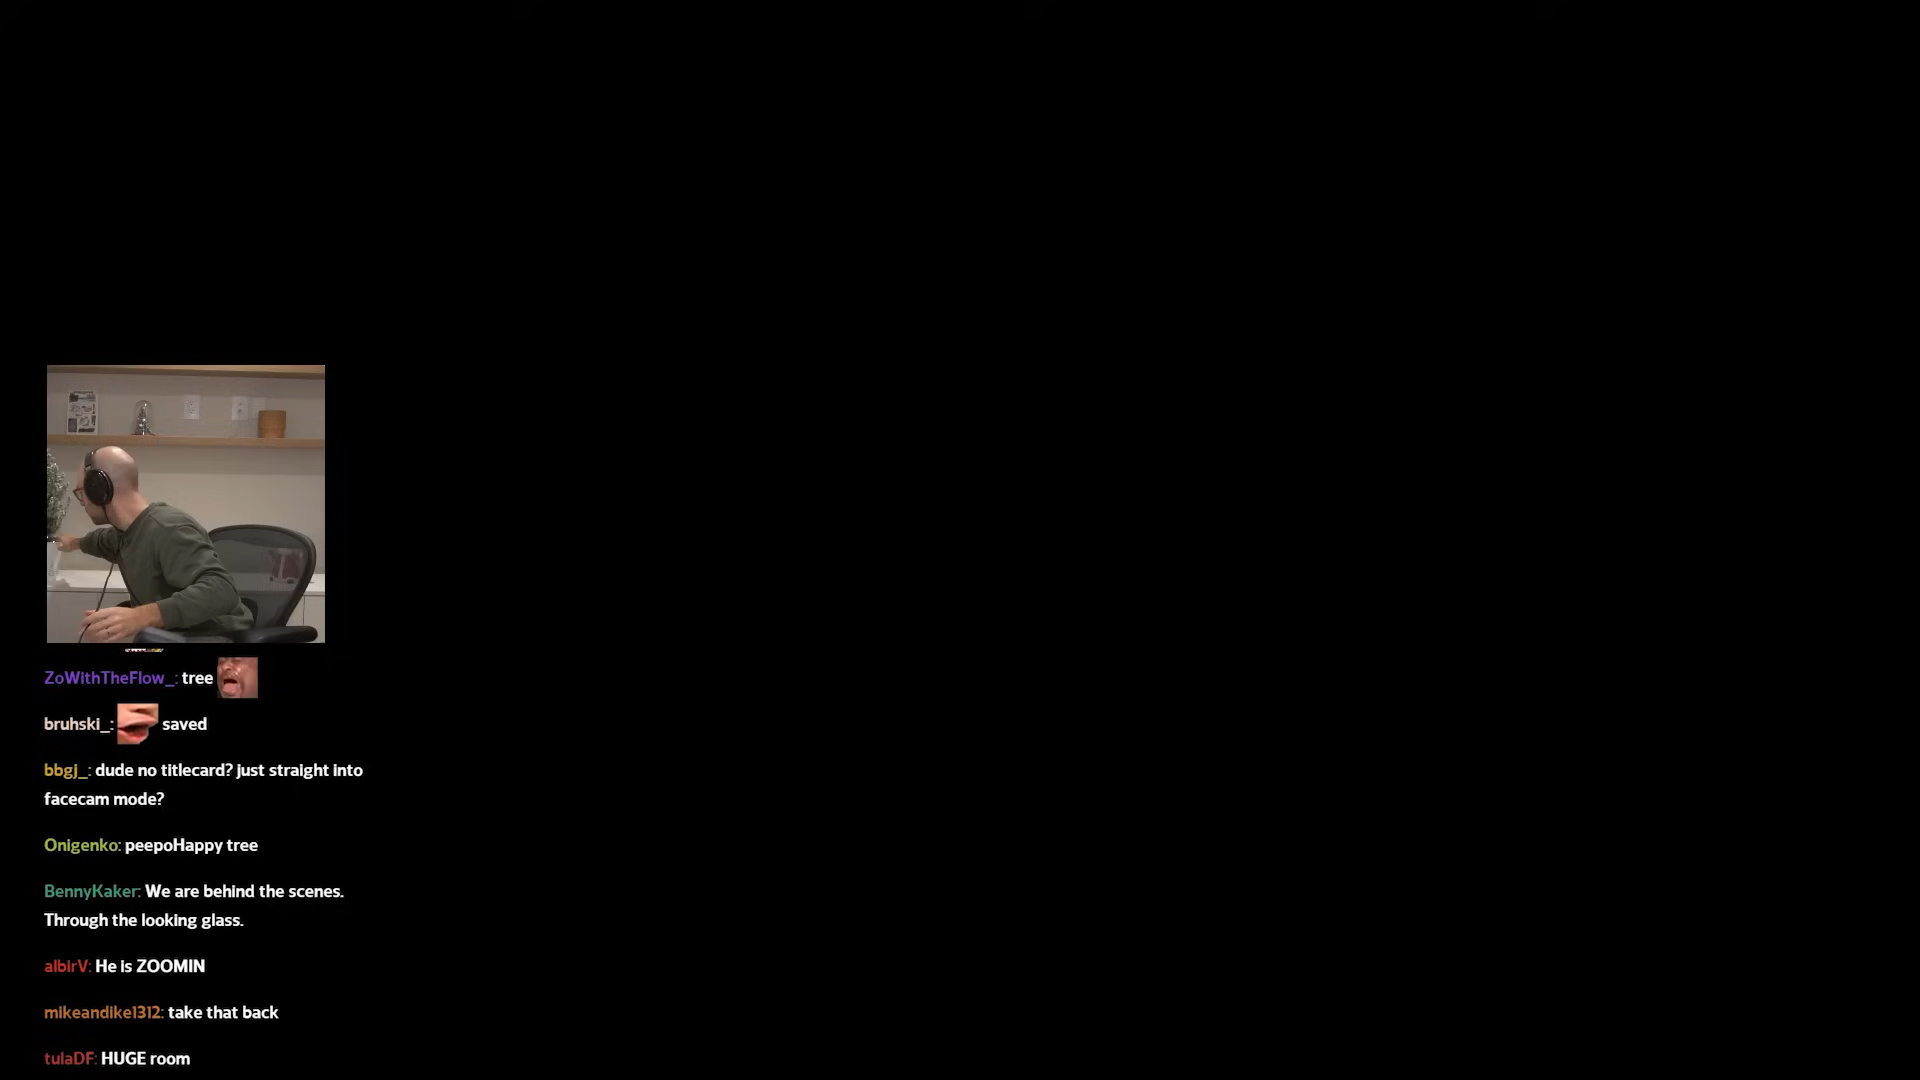 ZoWithTheFlow_: tree
bruhski_: saved
bbgj_: dude no titlecard? just straight into
facecam mode?
Onigenko: peepoHappy tree
BennyKaker: We are behind the scenes.
Through the looking glass.
albirV: He is ZOOMIN
mikeandike1312: take that back
tulaDF: HUGE room